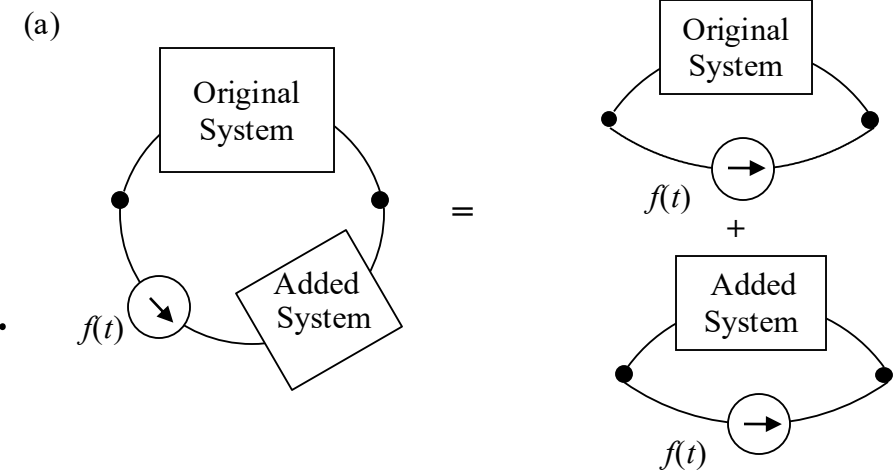 (a)
Original
System
Added
System
f(t)
=
Original
System
f(t)
+
Added
System
f(t)